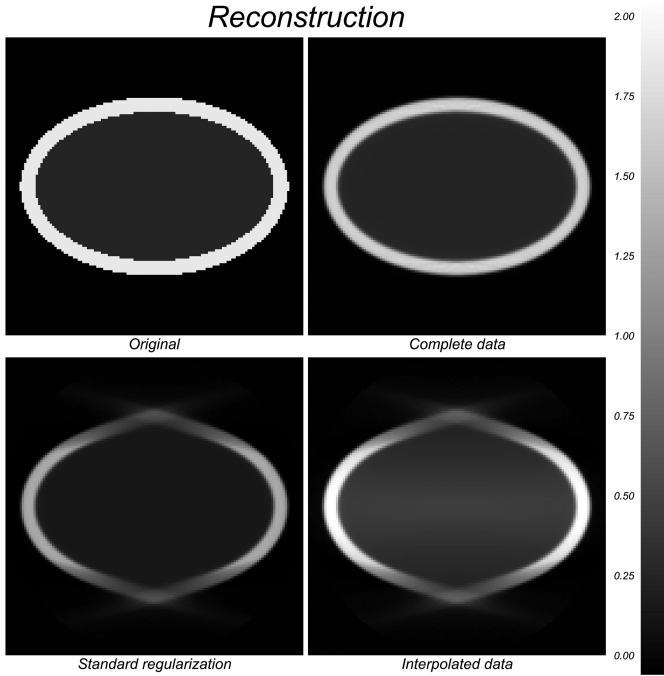 Reconstruction
2.00
1.75
1.50
1.25
1.00
0.75
0.50
0.25
0.00
Original
Complete data
Standard regularization
Interpolated data